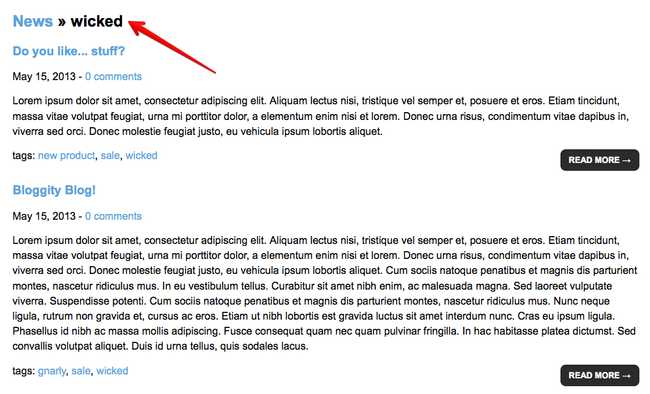 News » wicked
Do you like... stuff?
May 15, 2013 - 0 comments
Lorem ipsum dolor sit amet, consectetur adipiscing elit. Aliquam lectus nisi, tristique vel semper et, posuere et eros. Etiam tincidunt,
massa vitae volutpat feugiat, urna mi porttitor dolor, a elementum enim nisi et lorem. Donec urna risus, condimentum vitae dapibus in,
viverra sed orci. Donec molestie feugiat justo, eu vehicula ipsum lobortis aliquet.
tags: new product, sale, wicked
READ MORE →
Bloggity Blog!
May 15, 2013 - 0 comments
Lorem ipsum dolor sit amet, consectetur adipiscing elit. Aliquam lectus nisi, tristique vel semper et, posuere et eros. Etiam tincidunt,
massa vitae volutpat feugiat, urna mi porttitor dolor, a elementum enim nisi et lorem. Donec urna risus, condimentum vitae dapibus in,
viverra sed orci. Donec molestie feugiat justo, eu vehicula ipsum lobortis aliquet. Cum sociis natoque penatibus et magnis dis parturient
montes, nascetur ridiculus mus. In eu vestibulum tellus. Curabitur sit amet nibh enim, ac malesuada magna. Sed laoreet vulputate
viverra. Suspendisse potenti. Cum sociis natoque penatibus et magnis dis parturient montes, nascetur ridiculus mus. Nunc neque
ligula, rutrum non gravida et, cursus ac eros. Etiam ut nibh lobortis est gravida luctus sit amet interdum nunc. Cras eu ipsum ligula.
Phasellus id nibh ac massa mollis adipiscing. Fusce consequat quam nec quam pulvinar fringilla. In hac habitasse platea dictumst. Sed
convallis volutpat aliquet. Duis id urna tellus, quis sodales lacus.
tags: gnarly, sale, wicked
READ MORE →